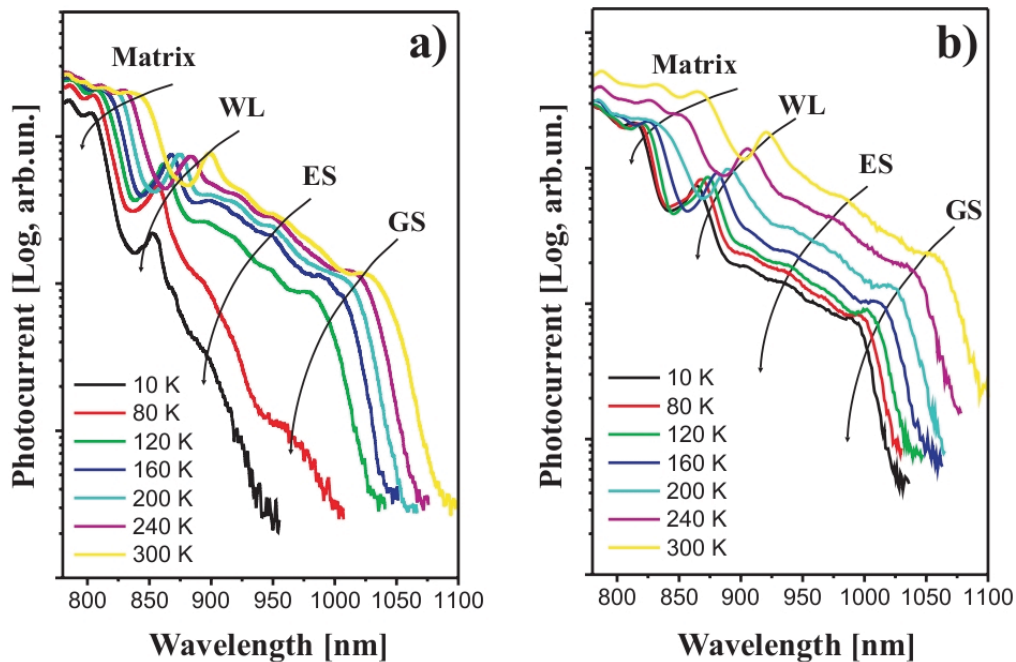 a)
Matrix
WL
ES
GS
10 K
80 K
120 K
160 K
200 K
240 K
300 K
800 850 900 950 1000 1050 1100
Wavelength [nm]
Photocurrent [Log, arb.un.]
b)
Matrix
WL
ES
GS
10 K
80 K
120 K
160 K
200 K
240 K
300 K
800 850 900 950 1000 1050 1100
Wavelength [nm]
Photocurrent [Log, arb.un.]